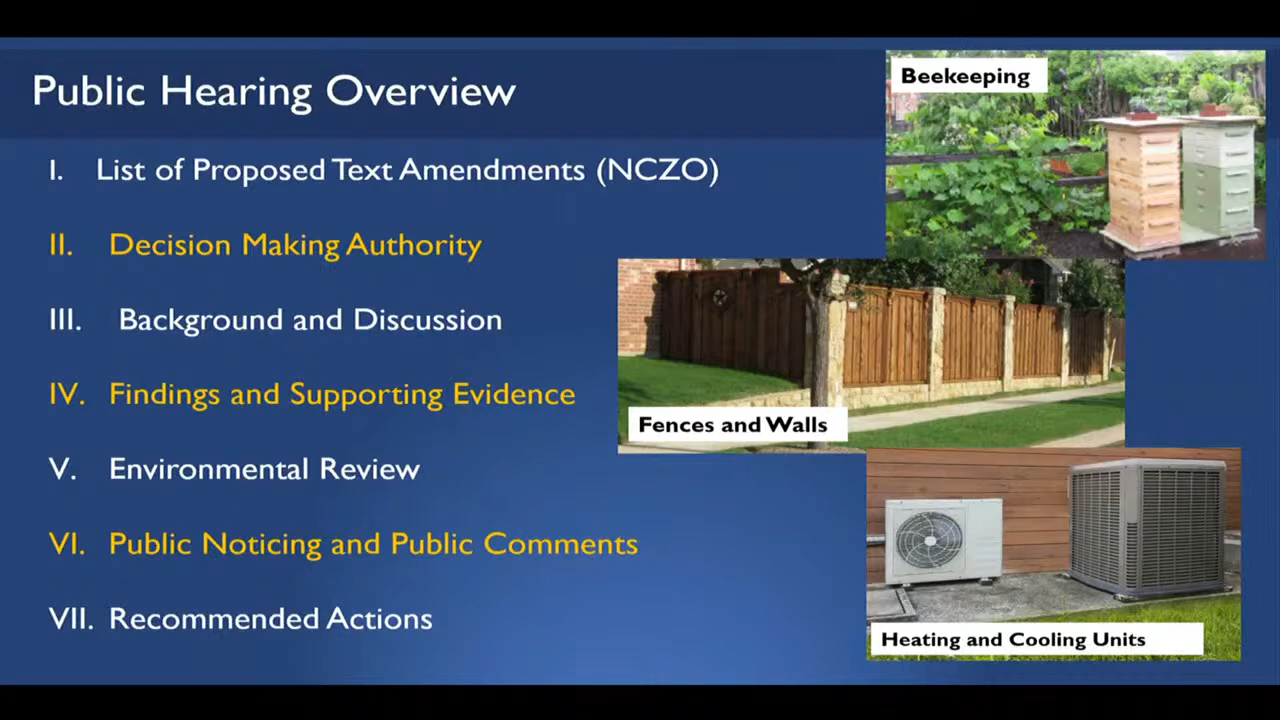 Public Hearing Overview
I. List of Proposed Text Amendments (NCZO)
II. Decision Making Authority
III. Background and Discussion
IV. Findings and Supporting Evidence
V. Environmental Review
VI. Public Noticing and Public Comments
VII. Recommended Actions
Beekeeping
Fences and Walls
Heating and Cooling Units